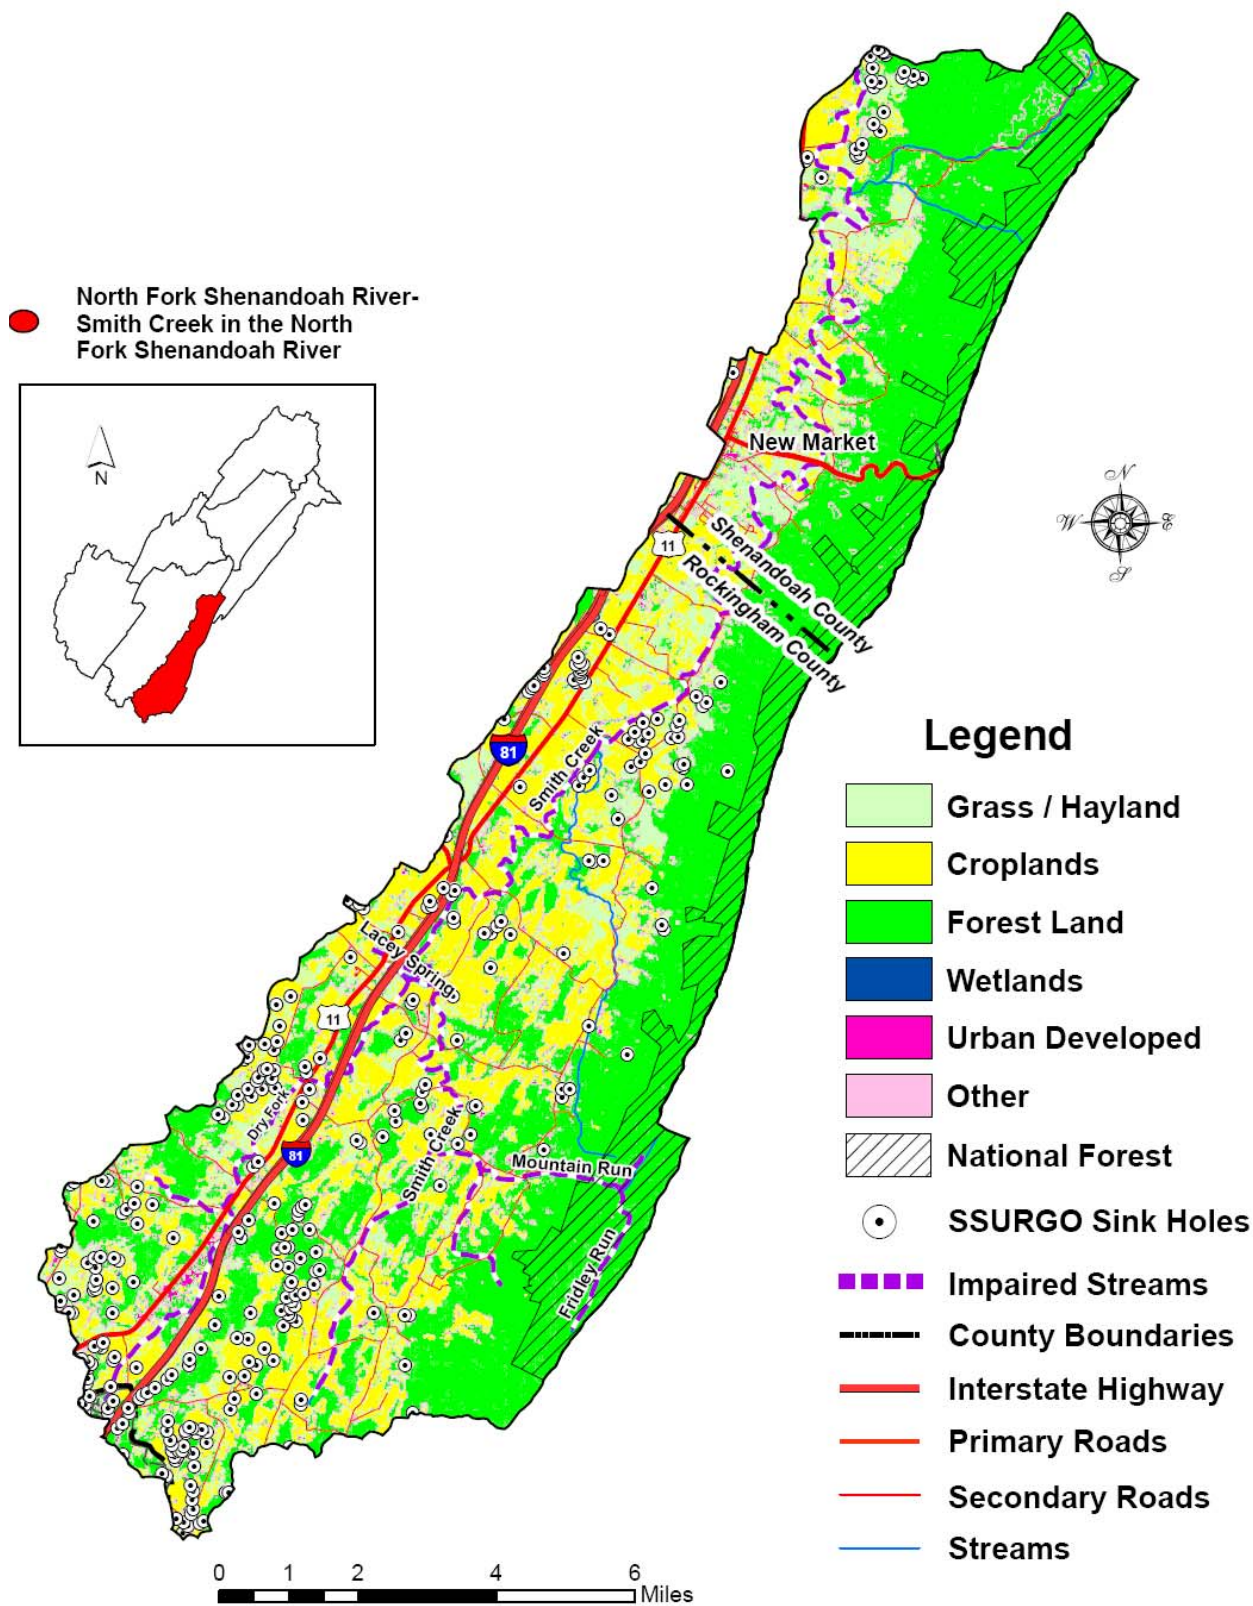 North Fork Shenandoah River-
Smith Creek in the North
Fork Shenandoah River
N
New Market
N
W
E
S
11
Shenandoah County
Rockingham County
81
Smith Creek
Lacey Spring
11
Dry Fork
81
Smith Creek
Mountain Run
Fridley Run
Legend
Grass / Hayland
Croplands
Forest Land
Wetlands
Urban Developed
Other
National Forest
SSURGO Sink Holes
Impaired Streams
County Boundaries
Interstate Highway
Primary Roads
Secondary Roads
Streams
0 1 2 4 6
Miles